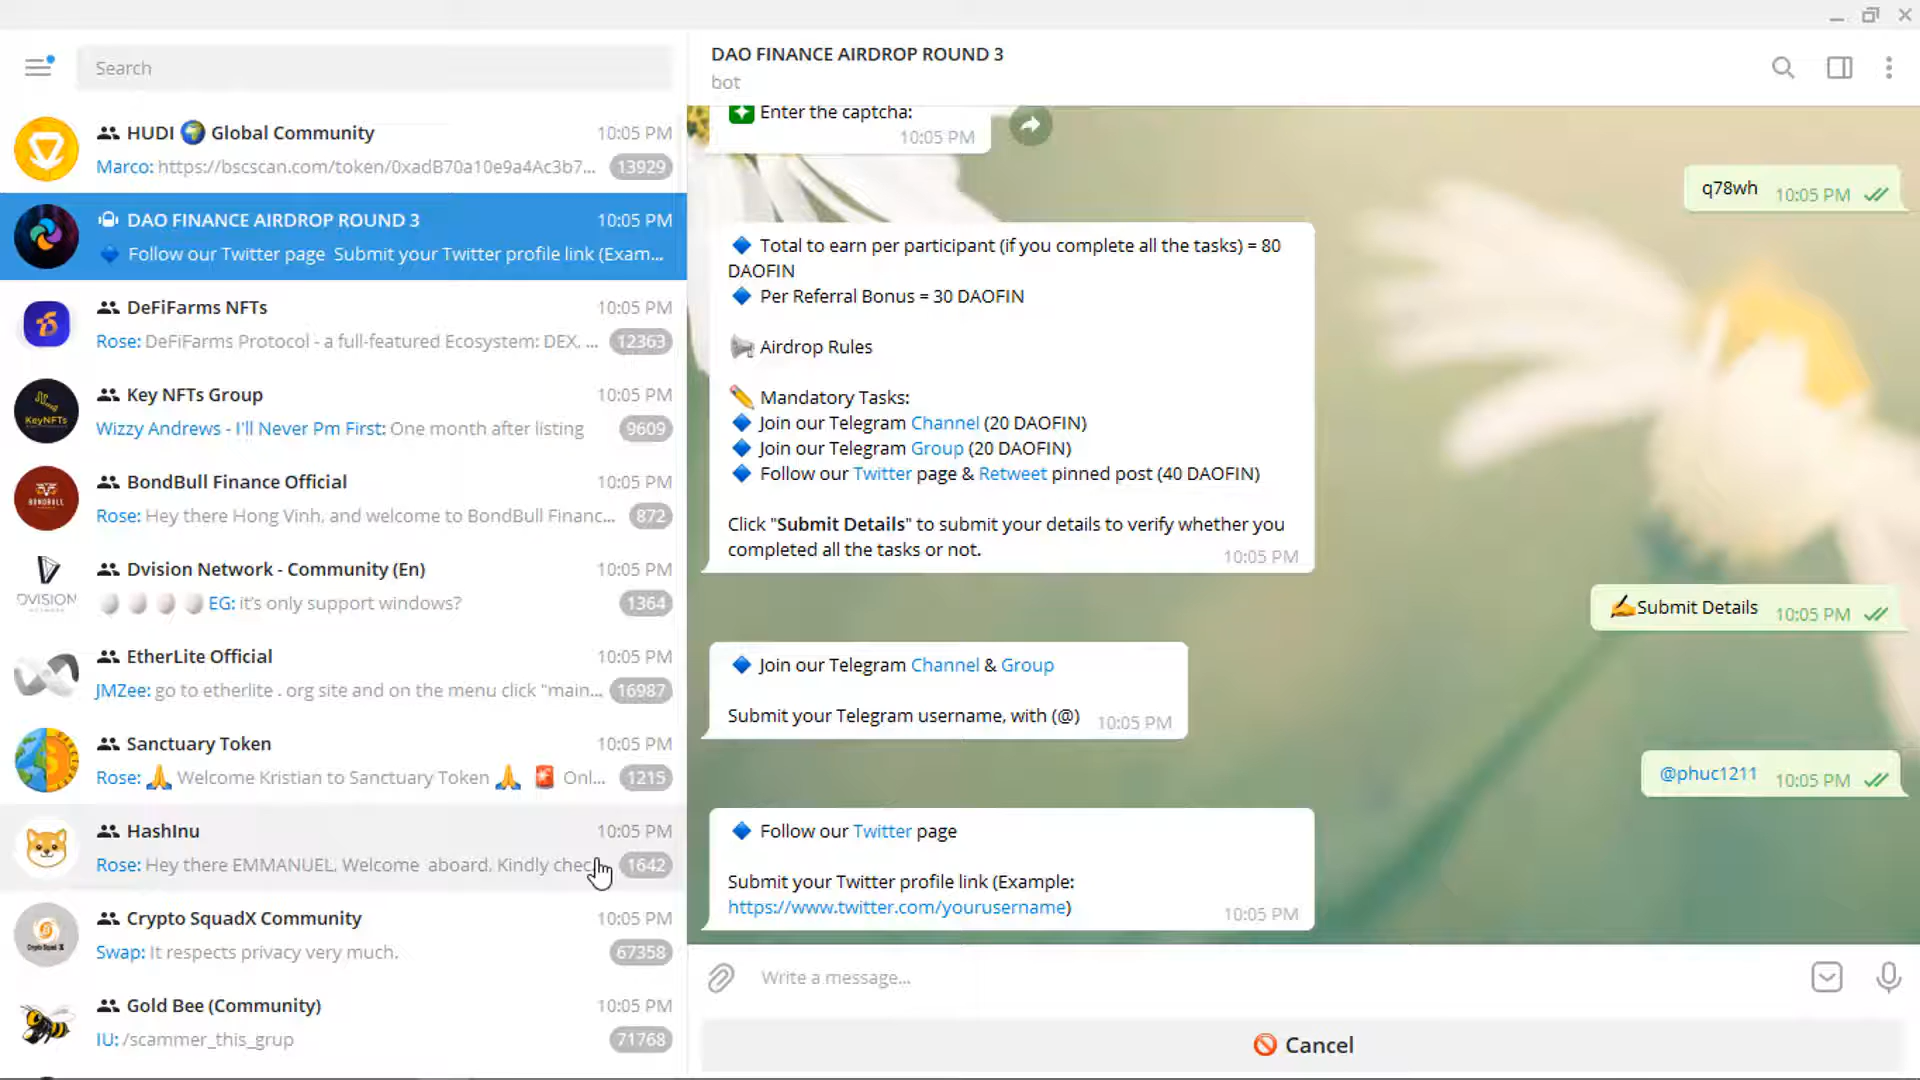 Search
HUDI 🌍 Global Community 10:05 PM
Marco: https://bscscan.com/token/0xadB70a10e9a4Ac3b7... 13929
DAO FINANCE AIRDROP ROUND 3 10:05 PM
🔹 Follow our Twitter page Submit your Twitter profile link (Exam...
DeFiFarms NFTs 10:05 PM
Rose: DeFiFarms Protocol - a full-featured Ecosystem: DEX, ... 12363
KeyNFTs
Key NFTs Group 10:05 PM
Wizzy Andrews - I'll Never Pm First: One month after listing 9609
BONDBULL
BondBull Finance Official 10:05 PM
Rose: Hey there Hong Vinh, and welcome to BondBull Financ... 872
DVISION
NETWORK
Dvision Network - Community (En) 10:05 PM
EG: it's only support windows? 1364
EtherLite Official 10:05 PM
JMZee: go to etherlite . org site and on the menu click "main... 16987
Sanctuary Token 10:05 PM
Rose: 🙏 Welcome Kristian to Sanctuary Token 🙏 🚨 Onl... 1215
HashInu 10:05 PM
Rose: Hey there EMMANUEL, Welcome aboard. Kindly chec 1642
Crypto Squad X
Crypto SquadX Community 10:05 PM
Swap: It respects privacy very much. 67358
Gold Bee (Community) 10:05 PM
IU: /scammer_this_grup 71768
DAO FINANCE AIRDROP ROUND 3
bot
Enter the captcha:
10:05 PM
q78wh 10:05 PM
🔹 Total to earn per participant (if you complete all the tasks) = 80
DAOFIN
🔹 Per Referral Bonus = 30 DAOFIN
📢 Airdrop Rules
✏️ Mandatory Tasks:
🔹 Join our Telegram Channel (20 DAOFIN)
🔹 Join our Telegram Group (20 DAOFIN)
🔹 Follow our Twitter page & Retweet pinned post (40 DAOFIN)
Click "Submit Details" to submit your details to verify whether you
completed all the tasks or not. 10:05 PM
✍️Submit Details 10:05 PM
🔹 Join our Telegram Channel & Group
Submit your Telegram username, with (@) 10:05 PM
@phuc1211 10:05 PM
🔹 Follow our Twitter page
Submit your Twitter profile link (Example:
https://www.twitter.com/yourusername) 10:05 PM
Write a message...
🚫 Cancel